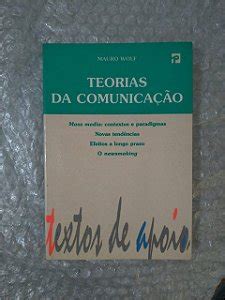 MAURO WOLF
TEORIAS
DA COMUNICAÇÃO
Mass media: contextos e paradigmas
Novas tendências
Efeitos a longo prazo
O newsmaking
textos de apoio